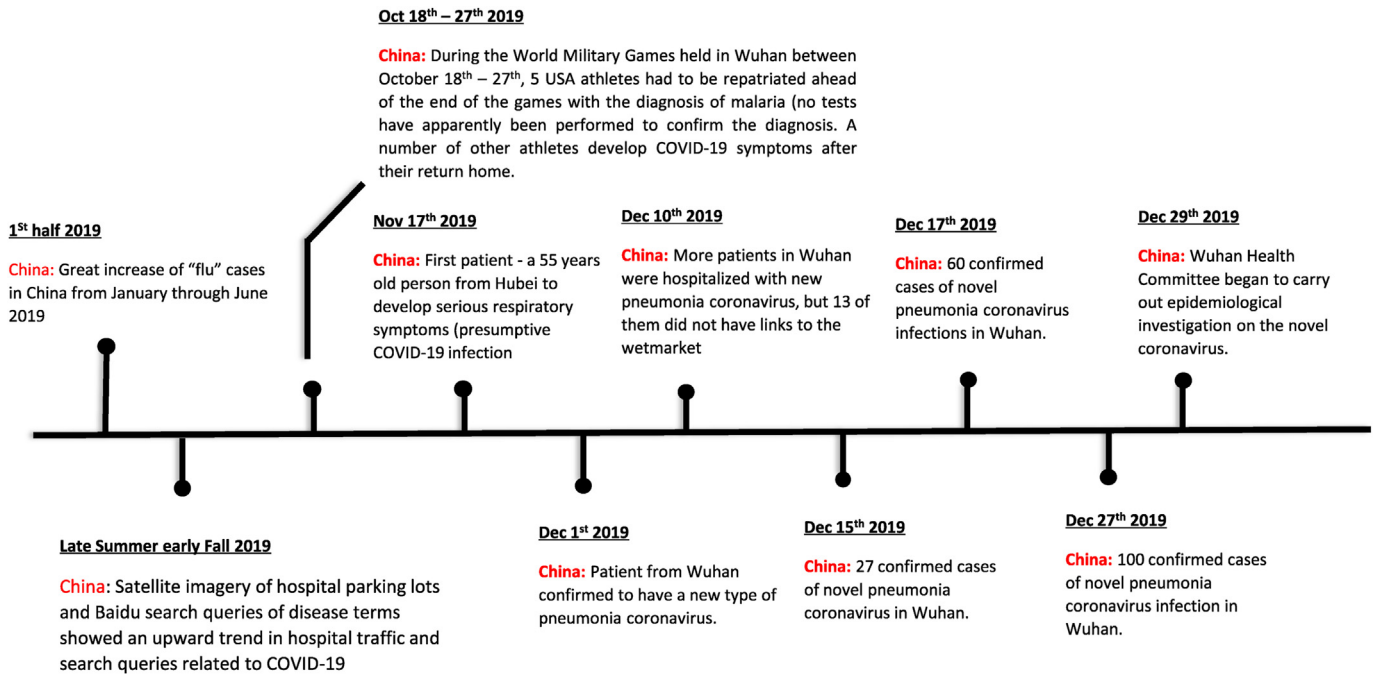 Oct 18th – 27th 2019
China: During the World Military Games held in Wuhan between
October 18th – 27th, 5 USA athletes had to be repatriated ahead
of the end of the games with the diagnosis of malaria (no tests
have apparently been performed to confirm the diagnosis. A
number of other athletes develop COVID-19 symptoms after
their return home.
1St half 2019
China: Great increase of “flu” cases
in China from January through June
2019
Nov 17th 2019
China: First patient - a 55 years
old person from Hubei to
develop serious respiratory
symptoms (presumptive
COVID-19 infection
Dec 10th 2019
China: More patients in Wuhan
were hospitalized with new
pneumonia coronavirus, but 13 of
them did not have links to the
wetmarket
Dec 17th 2019
China: 60 confirmed
cases of novel
pneumonia coronavirus
infections in Wuhan.
Dec 29th 2019
China: Wuhan Health
Committee began to carry
out epidemiological
investigation on the novel
coronavirus.
Late Summer early Fall 2019
China: Satellite imagery of hospital parking lots
and Baidu search queries of disease terms
showed an upward trend in hospital traffic and
search queries related to COVID-19
Dec 1st 2019
China: Patient from Wuhan
confirmed to have a new type of
pneumonia coronavirus.
Dec 15th 2019
China: 27 confirmed cases
of novel pneumonia
coronavirus in Wuhan.
Dec 27th 2019
China: 100 confirmed cases
of novel pneumonia
coronavirus infection in
Wuhan.